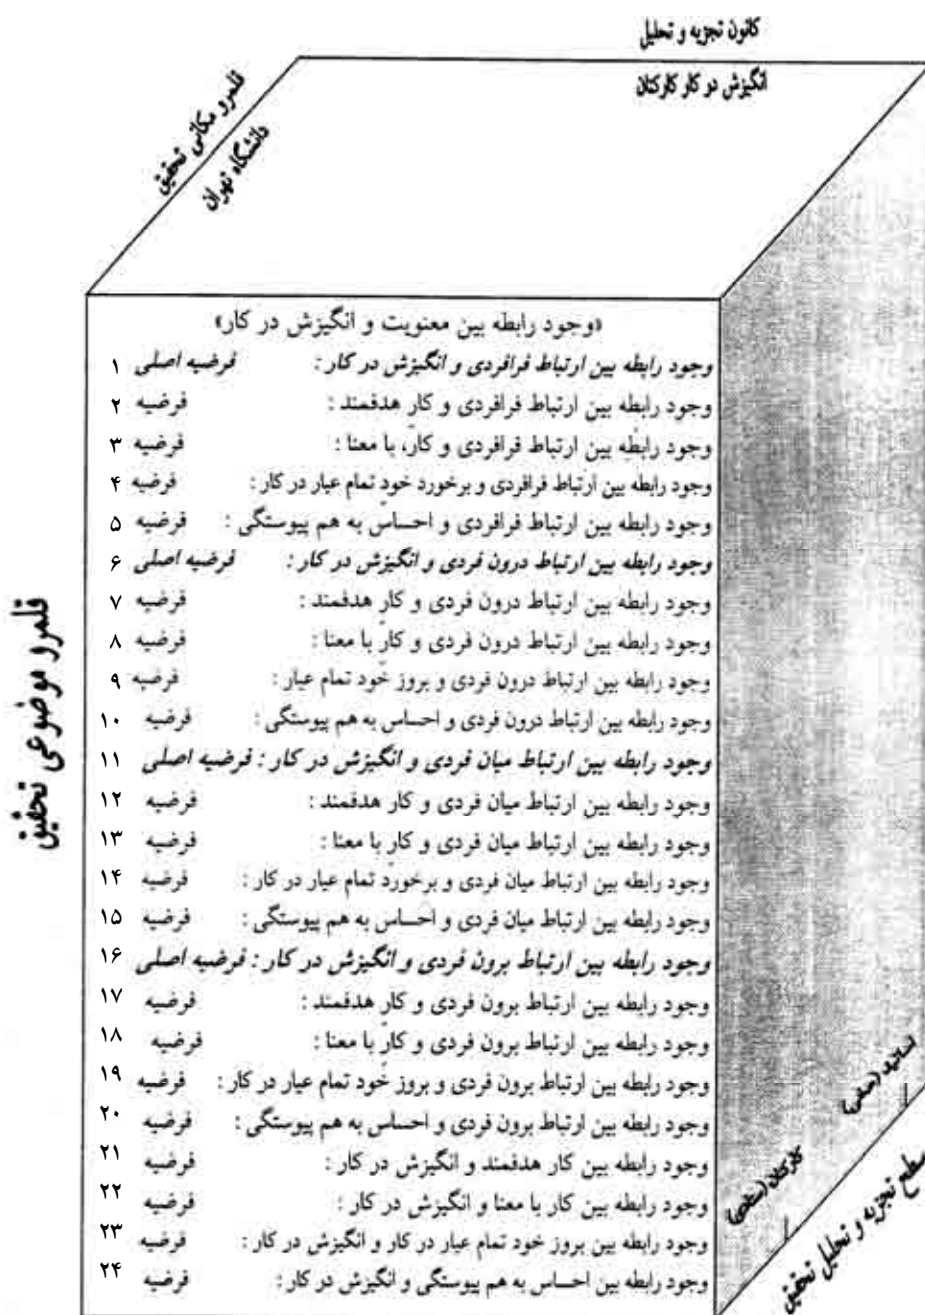 کانون تجزیه و تحلیل
انگیزش در کار کارکنان
قلمرو مکانی تحقیق
دانشگاه تهران
«وجود رابطه بین معنویت و انگیزش در کار»
وجود رابطه بین ارتباط فرافردی و انگیزش در کار : فرضیه اصلی ۱
وجود رابطه بین ارتباط فرافردی و کار هدفمند : فرضیه ۲
وجود رابطه بین ارتباط فرافردی و کار، با معنا : فرضیه ۳
وجود رابطه بین ارتباط فرافردی و برخورد خود تمام عیار در کار : فرضیه ۴
وجود رابطه بین ارتباط فرافردی و احساس به هم پیوستگی : فرضیه ۵
وجود رابطه بین ارتباط درون فردی و انگیزش در کار : فرضیه اصلی ۶
وجود رابطه بین ارتباط درون فردی و کار هدفمند : فرضیه ۷
وجود رابطه بین ارتباط درون فردی و کار با معنا : فرضیه ۸
وجود رابطه بین ارتباط درون فردی و بروز خود تمام عیار : فرضیه ۹
وجود رابطه بین ارتباط درون فردی و احساس به هم پیوستگی : فرضیه ۱۰
وجود رابطه بین ارتباط میان فردی و انگیزش در کار : فرضیه اصلی ۱۱
وجود رابطه بین ارتباط میان فردی و کار هدفمند : فرضیه ۱۲
وجود رابطه بین ارتباط میان فردی و کار با معنا : فرضیه ۱۳
وجود رابطه بین ارتباط میان فردی و برخورد تمام عیار در کار : فرضیه ۱۴
وجود رابطه بین ارتباط میان فردی و احساس به هم پیوستگی : فرضیه ۱۵
وجود رابطه بین ارتباط برون فردی و انگیزش در کار : فرضیه اصلی ۱۶
وجود رابطه بین ارتباط برون فردی و کار هدفمند : فرضیه ۱۷
وجود رابطه بین ارتباط برون فردی و کار با معنا : فرضیه ۱۸
وجود رابطه بین ارتباط برون فردی و بروز خود تمام عیار در کار : فرضیه ۱۹
وجود رابطه بین ارتباط برون فردی و احساس به هم پیوستگی : فرضیه ۲۰
وجود رابطه بین کار هدفمند و انگیزش در کار : فرضیه ۲۱
وجود رابطه بین کار با معنا و انگیزش در کار : فرضیه ۲۲
وجود رابطه بین بروز خود تمام عیار در کار و انگیزش در کار : فرضیه ۲۳
وجود رابطه بین احساس به هم پیوستگی و انگیزش در کار : فرضیه ۲۴
قلمرو موضوعی تحقیق
کارکنان (ستادی)
سطح تجزیه و تحلیل تحقیق